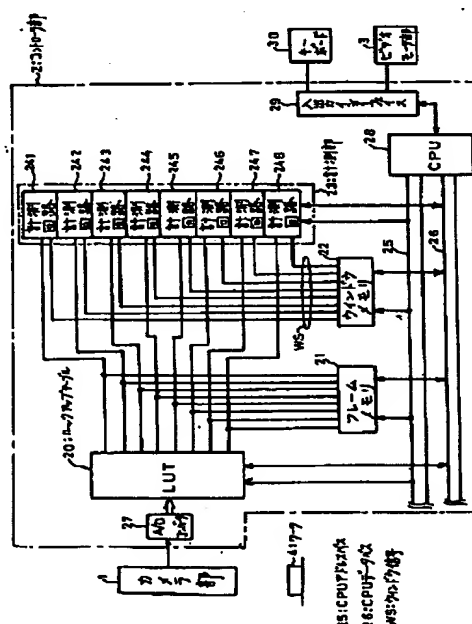 2:コントロール部
30
キーボード
3
ビデオモニタ部
29
入出力インターフェイス
28
CPU
241
計測回路
242
計測回路
243
計測回路
244
計測回路
245
計測回路
246
計測回路
247
計測回路
248
計測回路
23:計測部
25
26
WS
22
ウインドウメモリ
21
フレームメモリ
20:ルックアップテーブル
LUT
27
A/D
1
カメラ部
41:ワーク
25:CPUアドレスバス
26:CPUデータバス
WS:ウインドウ信号